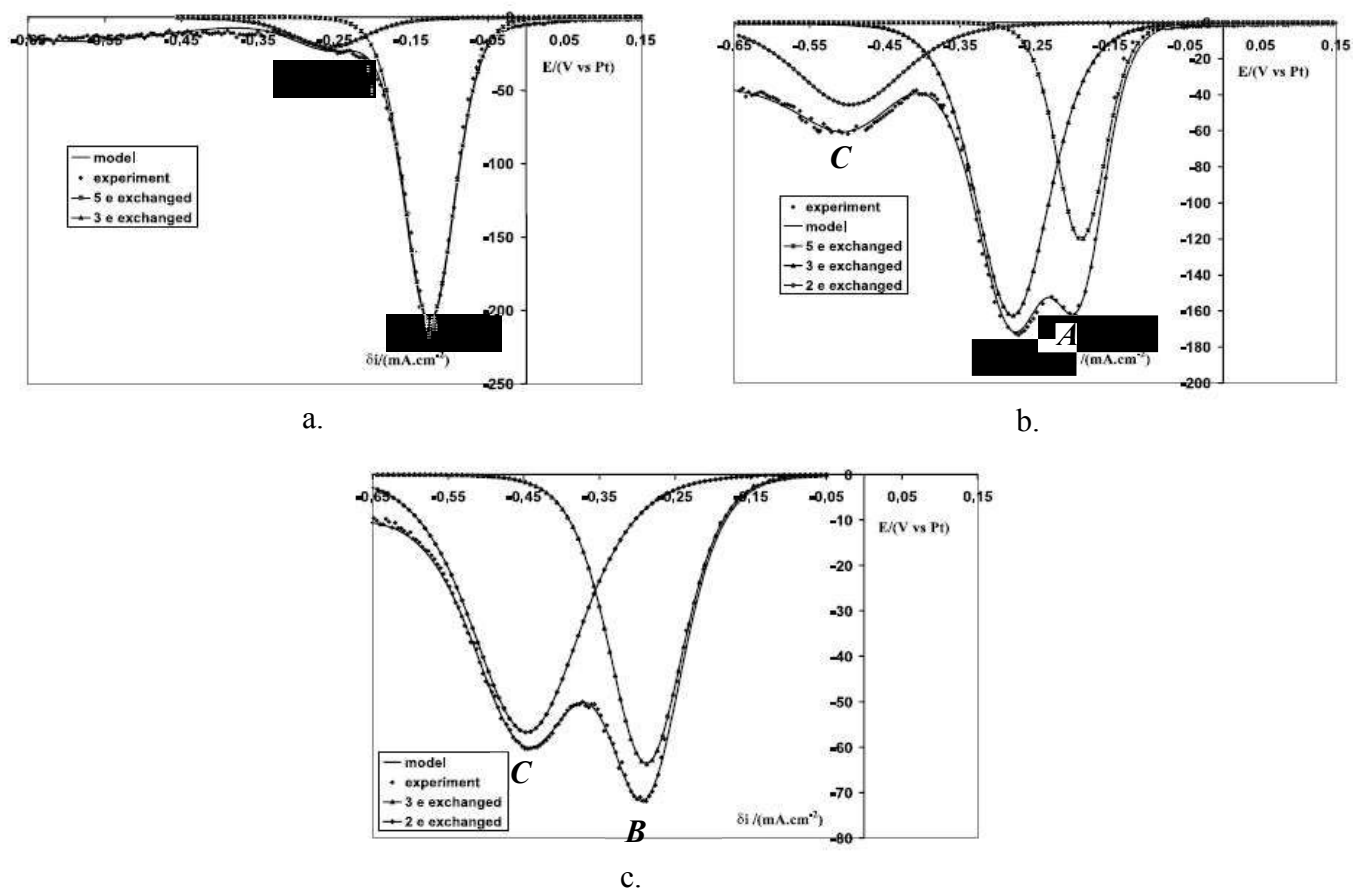 0
-0,65 -0,55 -0,45 -0,35 -0,25 -0,15 -0,05 0,05 0,15
E/(V vs Pt)
-50
-100
-150
-200
-250
model
experiment
5 e exchanged
3 e exchanged
δi/(mA.cm-2)
a.
0
-0,65 -0,55 -0,45 -0,35 -0,25 -0,15 -0,05 0,05 0,15
-20
E/(V vs Pt)
-40
-60
-80
-100
-120
-140
-160
-180
-200
C
experiment
model
5 e exchanged
3 e exchanged
2 e exchanged
A
/(mA.cm-2)
b.
0
-0,65 -0,55 -0,45 -0,35 -0,25 -0,15 -0,05 0,05 0,15
-10
E/(V vs Pt)
-20
-30
-40
-50
-60
-70
-80
model
experiment
3 e exchanged
2 e exchanged
C
B
δi /(mA.cm-2)
c.